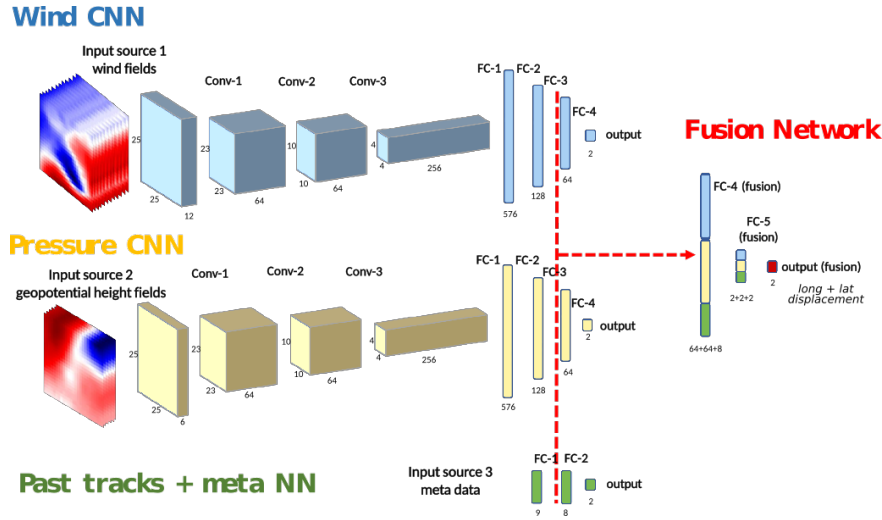 Wind CNN
Input source 1
wind fields
Conv-1
Conv-2
Conv-3
FC-1
FC-2
FC-3
FC-4
output
25
25
12
23
23
64
10
10
64
4
4
256
576
128
64
2
Pressure CNN
Input source 2
geopotential height fields
Conv-1
Conv-2
Conv-3
FC-1
FC-2
FC-3
FC-4
output
25
25
6
23
23
64
10
10
64
4
4
256
576
128
64
2
Past tracks + meta NN
Input source 3
meta data
FC-1
FC-2
output
9
8
2
Fusion Network
FC-4 (fusion)
FC-5
(fusion)
output (fusion)
2
long + lat
displacement
2+2+2
64+64+8